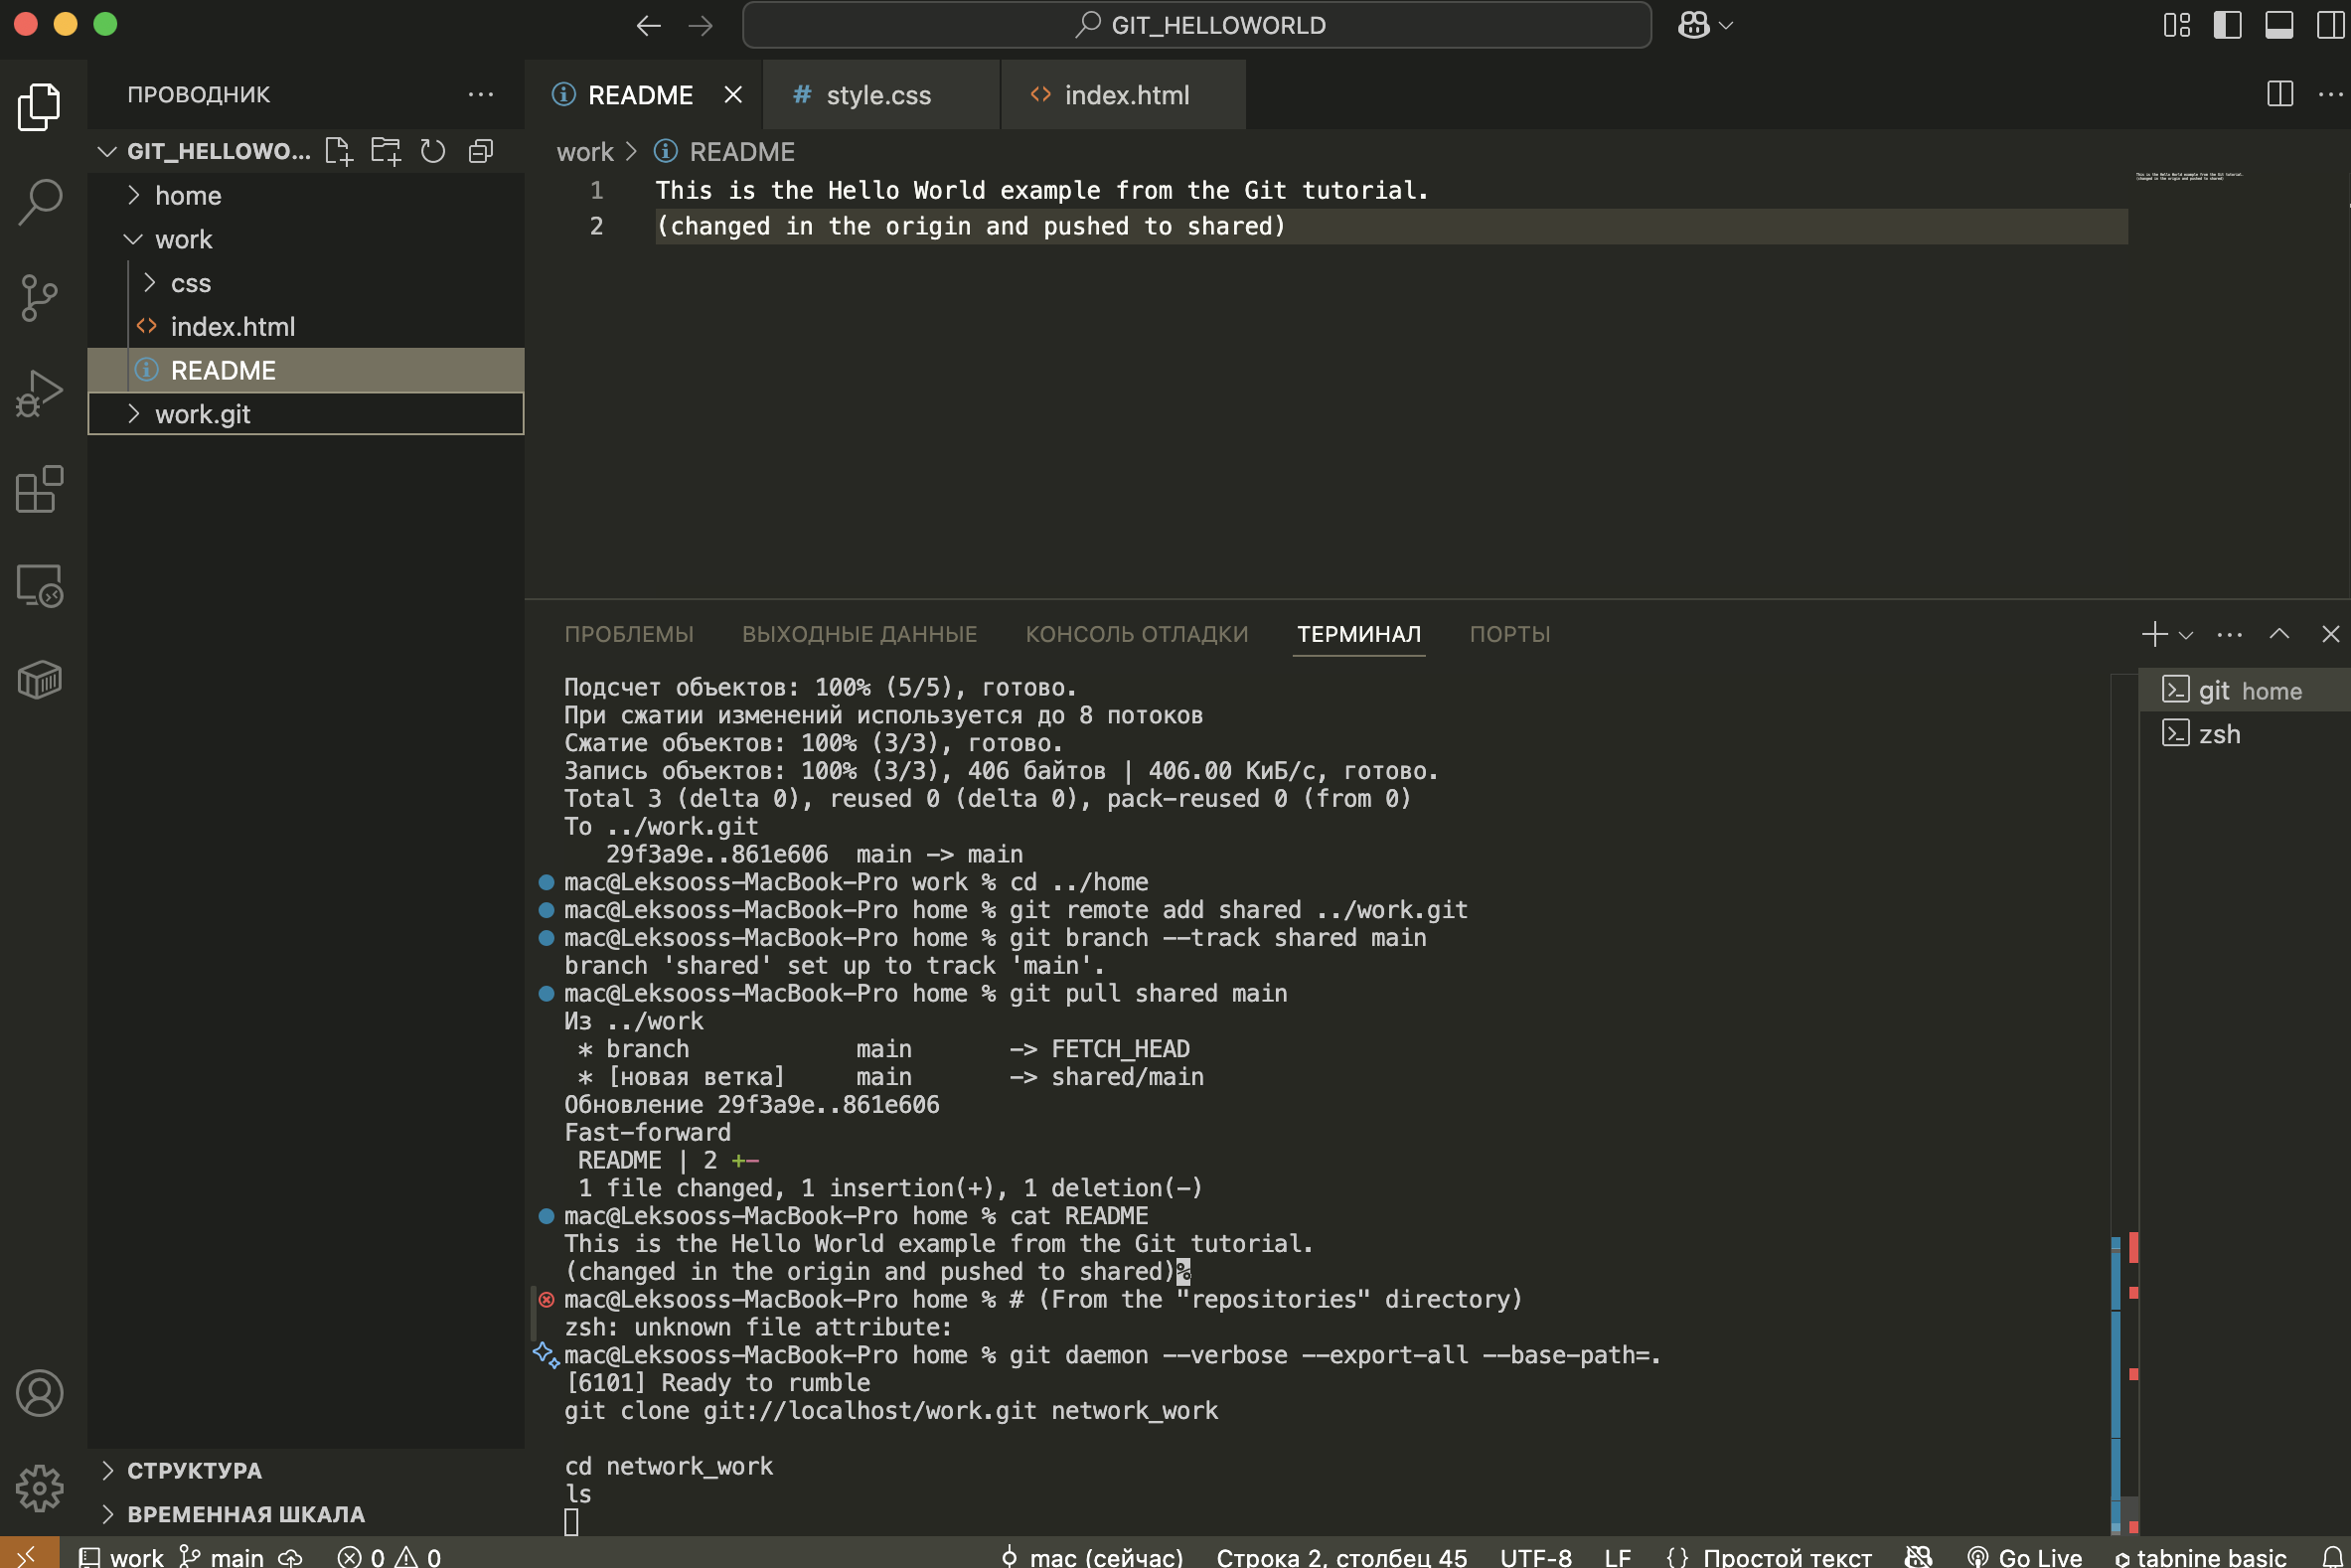 GIT_HELLOWORLD
ПРОВОДНИК
README
style.css
index.html
GIT_HELLOWO...
work > README
home
work
css
index.html
README
work.git
1 This is the Hello World example from the Git tutorial.
2 (changed in the origin and pushed to shared)
ПРОБЛЕМЫ ВЫХОДНЫЕ ДАННЫЕ КОНСОЛЬ ОТЛАДКИ ТЕРМИНАЛ ПОРТЫ
git home
zsh
Подсчет объектов: 100% (5/5), готово.
При сжатии изменений используется до 8 потоков
Сжатие объектов: 100% (3/3), готово.
Запись объектов: 100% (3/3), 406 байтов | 406.00 КиБ/с, готово.
Total 3 (delta 0), reused 0 (delta 0), pack-reused 0 (from 0)
To ../work.git
29f3a9e..861e606  main -> main
mac@Leksooss-MacBook-Pro work % cd ../home
mac@Leksooss-MacBook-Pro home % git remote add shared ../work.git
mac@Leksooss-MacBook-Pro home % git branch --track shared main
branch 'shared' set up to track 'main'.
mac@Leksooss-MacBook-Pro home % git pull shared main
Из ../work
* branch            main       -> FETCH_HEAD
* [новая ветка]     main       -> shared/main
Обновление 29f3a9e..861e606
Fast-forward
README | 2 +-
1 file changed, 1 insertion(+), 1 deletion(-)
mac@Leksooss-MacBook-Pro home % cat README
This is the Hello World example from the Git tutorial.
(changed in the origin and pushed to shared)%
mac@Leksooss-MacBook-Pro home % # (From the "repositories" directory)
zsh: unknown file attribute:
mac@Leksooss-MacBook-Pro home % git daemon --verbose --export-all --base-path=.
[6101] Ready to rumble
git clone git://localhost/work.git network_work
cd network_work
ls
СТРУКТУРА
ВРЕМЕННАЯ ШКАЛА
work main 0 0 mac (сейчас) Строка 2, столбец 45 UTF-8 LF {} Простой текст Go Live tabnine basic